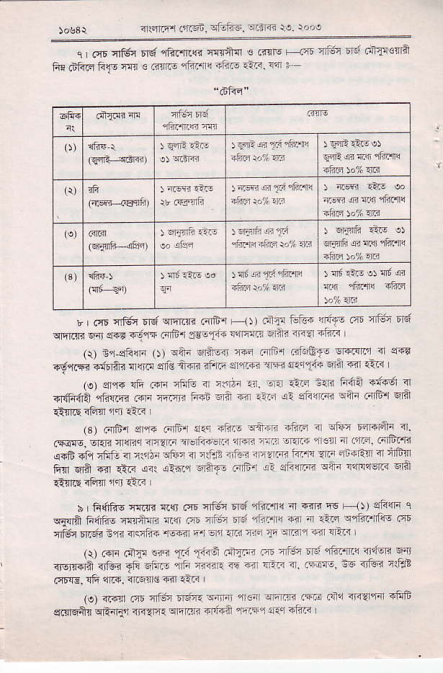 ১০৬৪২ বাংলাদেশ গেজেট, অতিরিক্ত, অক্টোবর ২৩, ২০০৩
৭। সেচ সার্ভিস চার্জ পরিশোধের সময়সীমা ও রেয়াত।—সেচ সার্ভিস চার্জ মৌসুমওয়ারী
নিম্ন টেবিলে বিধৃত সময় ও রেয়াতে পরিশোধ করিতে হইবে, যথা ঃ—
“টেবিল”
ক্রমিক নং মৌসুমের নাম সার্ভিস চার্জ পরিশোধের সময় রেয়াত
(১) খরিফ-২ (জুলাই—অক্টোবর) ১ জুলাই হইতে ৩১ অক্টোবর ১ জুলাই এর পূর্বে পরিশোধ করিলে ২০% হারে ১ জুলাই হইতে ৩১ জুলাই এর মধ্যে পরিশোধ করিলে ১০% হারে
(২) রবি (নভেম্বর—ফেব্রুয়ারি) ১ নভেম্বর হইতে ২৮ ফেব্রুয়ারি ১ নভেম্বর এর পূর্বে পরিশোধ করিলে ২০% হারে ১ নভেম্বর হইতে ৩০ নভেম্বর এর মধ্যে পরিশোধ করিলে ১০% হারে
(৩) বোরো (জানুয়ারি—এপ্রিল) ১ জানুয়ারি হইতে ৩০ এপ্রিল ১ জানুয়ারি এর পূর্বে পরিশোধ করিলে ২০% হারে ১ জানুয়ারি হইতে ৩১ জানুয়ারি এর মধ্যে পরিশোধ করিলে ১০% হারে
(৪) খরিফ-১ (মার্চ—জুন) ১ মার্চ হইতে ৩০ জুন ১ মার্চ এর পূর্বে পরিশোধ করিলে ২০% হারে ১ মার্চ হইতে ৩১ মার্চ এর মধ্যে পরিশোধ করিলে ১০% হারে
৮। সেচ সার্ভিস চার্জ আদায়ের নোটিশ।—(১) মৌসুম ভিত্তিক ধার্যকৃত সেচ সার্ভিস চার্জ
আদায়ের জন্য প্রকল্প কর্তৃপক্ষ নোটিশ প্রস্তুতপূর্বক যথাসময়ে জারীর ব্যবস্থা করিবে।
(২) উপ-প্রবিধান (১) অধীন জারীতব্য সকল নোটিশ রেজিষ্ট্রিকৃত ডাকযোগে বা প্রকল্প
কর্তৃপক্ষের কর্মচারীর মাধ্যমে প্রাপ্তি স্বীকার রশিদে প্রাপকের স্বাক্ষর গ্রহণপূর্বক জারী করা হইবে।
(৩) প্রাপক যদি কোন সমিতি বা সংগঠন হয়, তাহা হইলে উহার নির্বাহী কর্মকর্তা বা
কার্যনির্বাহী পরিষদের কোন সদস্যের নিকট জারী করা হইলে এই প্রবিধানের অধীন নোটিশ জারী
হইয়াছে বলিয়া গণ্য হইবে।
(৪) নোটিশ প্রাপক নোটিশ গ্রহণ করিতে অস্বীকার করিলে বা অফিস চলাকালীন বা,
ক্ষেত্রমত, তাহার সাধারণ বাসস্থানে স্বাভাবিকভাবে থাকার সময়ে তাহাকে পাওয়া না গেলে, নোটিশের
একটি কপি সমিতি বা সংগঠন অফিস বা সংশ্লিষ্ট ব্যক্তির বাসস্থানের বিশেষ স্থানে লটকাইয়া বা সাঁটিয়া
দিয়া জারী করা হইবে এবং এইরূপে জারীকৃত নোটিশ এই প্রবিধানের অধীন যথাযথভাবে জারী
হইয়াছে বলিয়া গণ্য হইবে।
৯। নির্ধারিত সময়ের মধ্যে সেচ সার্ভিস চার্জ পরিশোধ না করার দন্ড।—(১) প্রবিধান ৭
অনুযায়ী নির্ধারিত সময়সীমার মধ্যে সেচ সার্ভিস চার্জ পরিশোধ করা না হইলে অপরিশোধিত সেচ
সার্ভিস চার্জের উপর বাৎসরিক শতকরা দশ ভাগ হারে সরল সুদ আরোপ করা যাইবে।
(২) কোন মৌসুম শুরুর পূর্বে পূর্ববর্তী মৌসুমের সেচ সার্ভিস চার্জ পরিশোধে ব্যর্থতার জন্য
ব্যত্যয়কারী ব্যক্তির কৃষি জমিতে পানি সরবরাহ বন্ধ করা যাইবে বা, ক্ষেত্রমত, উক্ত ব্যক্তির সংশ্লিষ্ট
সেচযন্ত্র, যদি থাকে, বাজেয়াপ্ত করা হইবে।
(৩) বকেয়া সেচ সার্ভিস চার্জসহ অন্যান্য পাওনা আদায়ের ক্ষেত্রে যৌথ ব্যবস্থাপনা কমিটি
প্রয়োজনীয় আইনানুগ ব্যবস্থাসহ আদায়ের কার্যকরী পদক্ষেপ গ্রহণ করিবে।